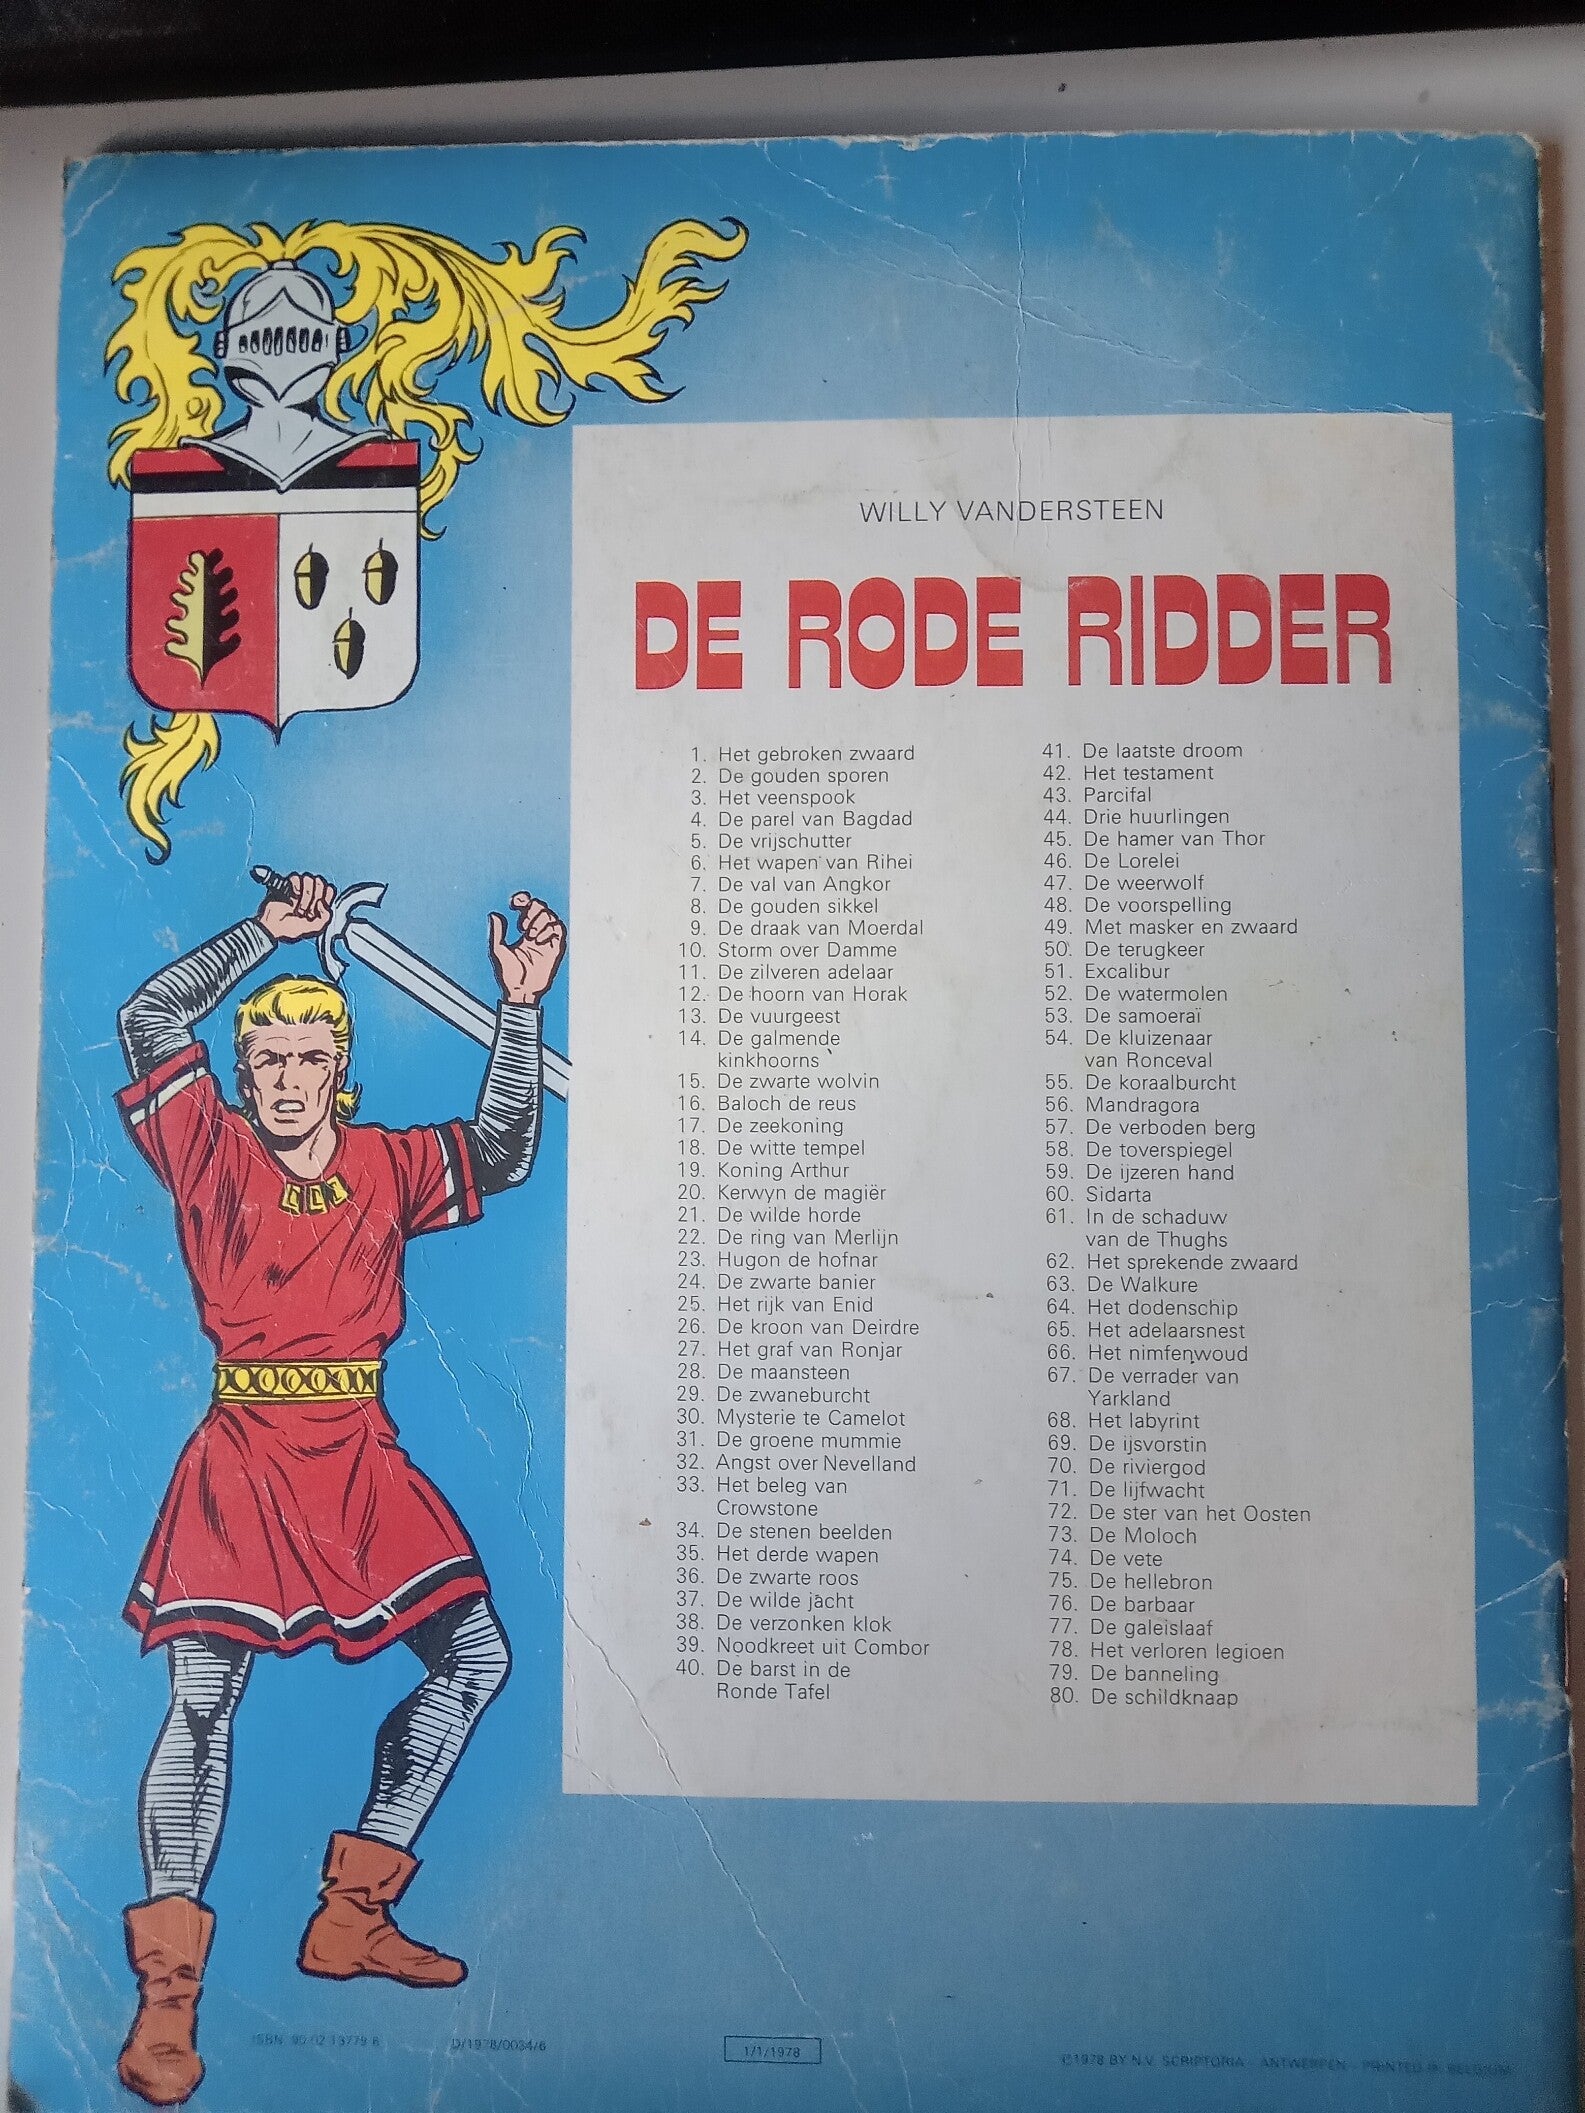 WILLY VANDERSTEEN
DE RODE RIDDER
1. Het gebroken zwaard
2. De gouden sporen
3. Het veenspook
4. De parel van Bagdad
5. De vrijschutter
6. Het wapen van Rihei
7. De val van Angkor
8. De gouden sikkel
9. De draak van Moerdal
10. Storm over Damme
11. De zilveren adelaar
12. De hoorn van Horak
13. De vuurgeest
14. De galmende
kinkhoorns
15. De zwarte wolvin
16. Baloch de reus
17. De zeekoning
18. De witte tempel
19. Koning Arthur
20. Kerwyn de magiër
21. De wilde horde
22. De ring van Merlijn
23. Hugon de hofnar
24. De zwarte banier
25. Het rijk van Enid
26. De kroon van Deirdre
27. Het graf van Ronjar
28. De maansteen
29. De zwaneburcht
30. Mysterie te Camelot
31. De groene mummie
32. Angst over Nevelland
33. Het beleg van
Crowstone
34. De stenen beelden
35. Het derde wapen
36. De zwarte roos
37. De wilde jacht
38. De verzonken klok
39. Noodkreet uit Combor
40. De barst in de
Ronde Tafel
41. De laatste droom
42. Het testament
43. Parcifal
44. Drie huurlingen
45. De hamer van Thor
46. De Lorelei
47. De weerwolf
48. De voorspelling
49. Met masker en zwaard
50. De terugkeer
51. Excalibur
52. De watermolen
53. De samoeraï
54. De kluizenaar
van Ronceval
55. De koraalburcht
56. Mandragora
57. De verboden berg
58. De toverspiegel
59. De ijzeren hand
60. Sidarta
61. In de schaduw
van de Thughs
62. Het sprekende zwaard
63. De Walkure
64. Het dodenschip
65. Het adelaarsnest
66. Het nimfenwoud
67. De verrader van
Yarkland
68. Het labyrint
69. De ijsvorstin
70. De riviergod
71. De lijfwacht
72. De ster van het Oosten
73. De Moloch
74. De vete
75. De hellebron
76. De barbaar
77. De galeislaaf
78. Het verloren legioen
79. De banneling
80. De schildknaap
ISBN 90 02 13779 6
D/1978/0034/6
1/1/1978
©1978 BY N.V. SCRIPTORIA - ANTWERPEN - PRINTED IN BELGIUM